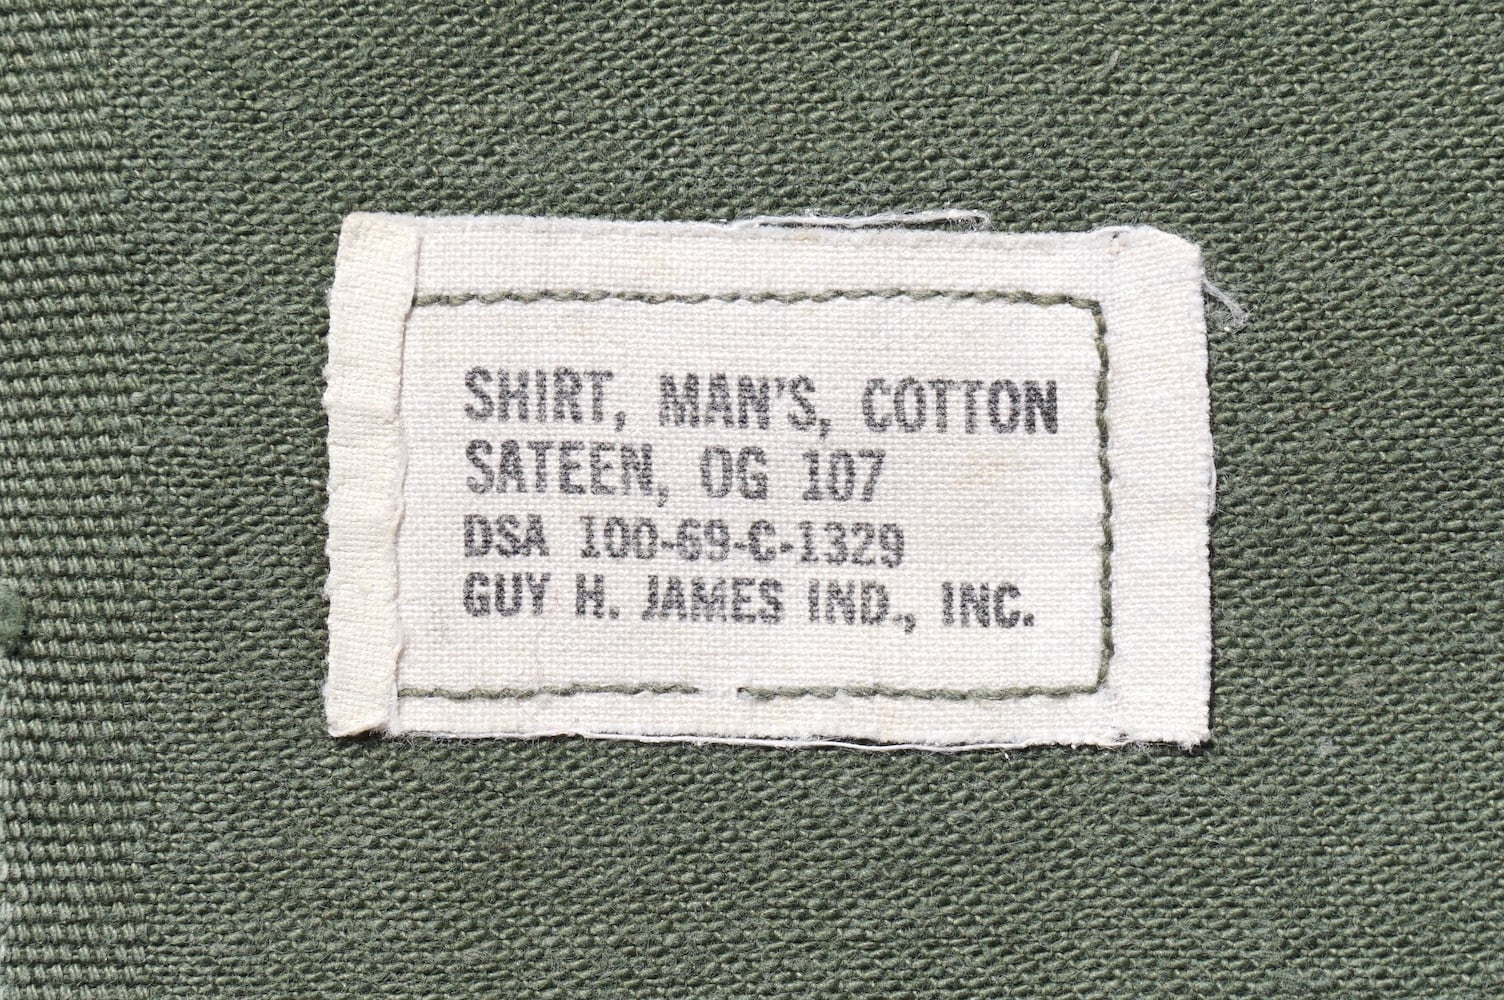 SHIRT, MAN'S, COTTON
SATEEN, OG 107
DSA 100-69-C-1329
GUY H. JAMES IND., INC.